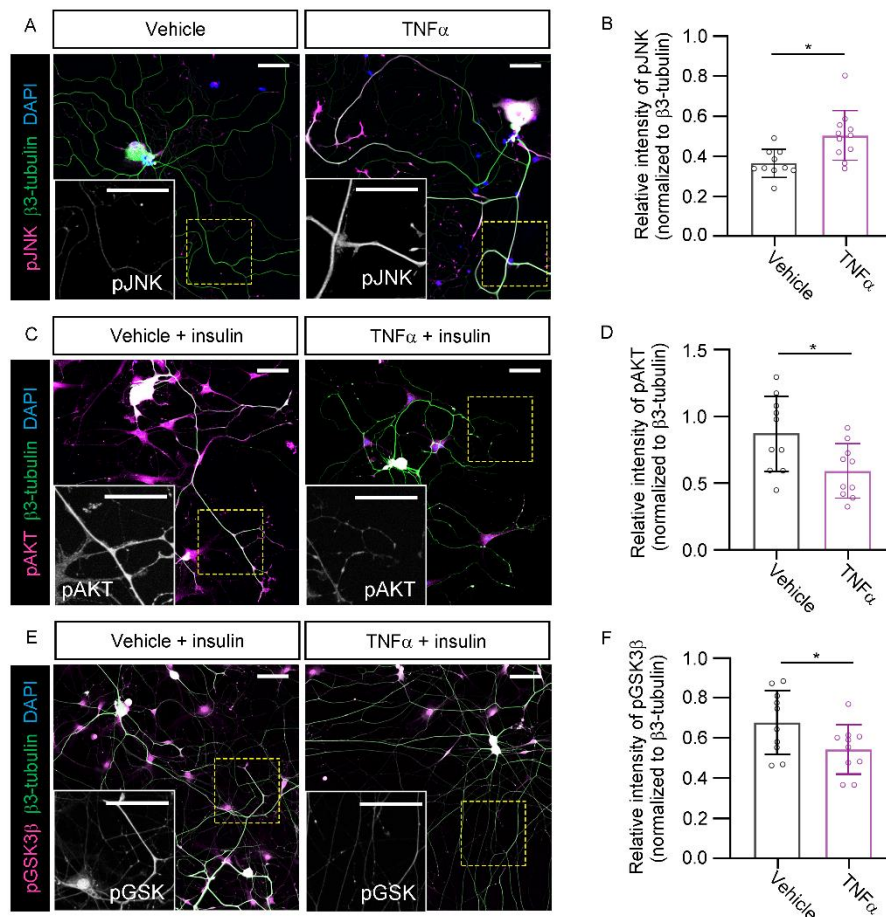 A
Vehicle
TNFα
pJNK β3-tubulin DAPI
pJNK
pJNK
B
*
Relative intensity of pJNK
(normalized to β3-tubulin)
1.0
0.8
0.6
0.4
0.2
0.0
Vehicle
TNFα
C
Vehicle + insulin
TNFα + insulin
pAKT β3-tubulin DAPI
pAKT
pAKT
D
*
Relative intensity of pAKT
(normalized to β3-tubulin)
1.5
1.0
0.5
0.0
Vehicle
TNFα
E
Vehicle + insulin
TNFα + insulin
pGSK3β β3-tubulin DAPI
pGSK
pGSK
F
*
Relative intensity of pGSK3β
(normalized to β3-tubulin)
1.0
0.8
0.6
0.4
0.2
0.0
Vehicle
TNFα